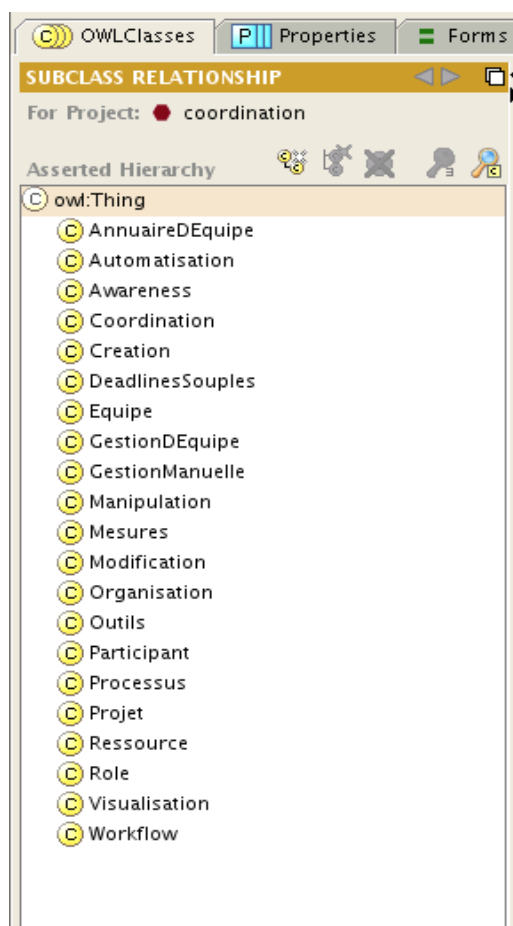 OWLClasses Properties Forms
SUBCLASS RELATIONSHIP
For Project: coordination
Asserted Hierarchy
owl:Thing
AnnuaireDEquipe
Automatisation
Awareness
Coordination
Creation
DeadlinesSouples
Equipe
GestionDEquipe
GestionManuelle
Manipulation
Mesures
Modification
Organisation
Outils
Participant
Processus
Projet
Ressource
Role
Visualisation
Workflow